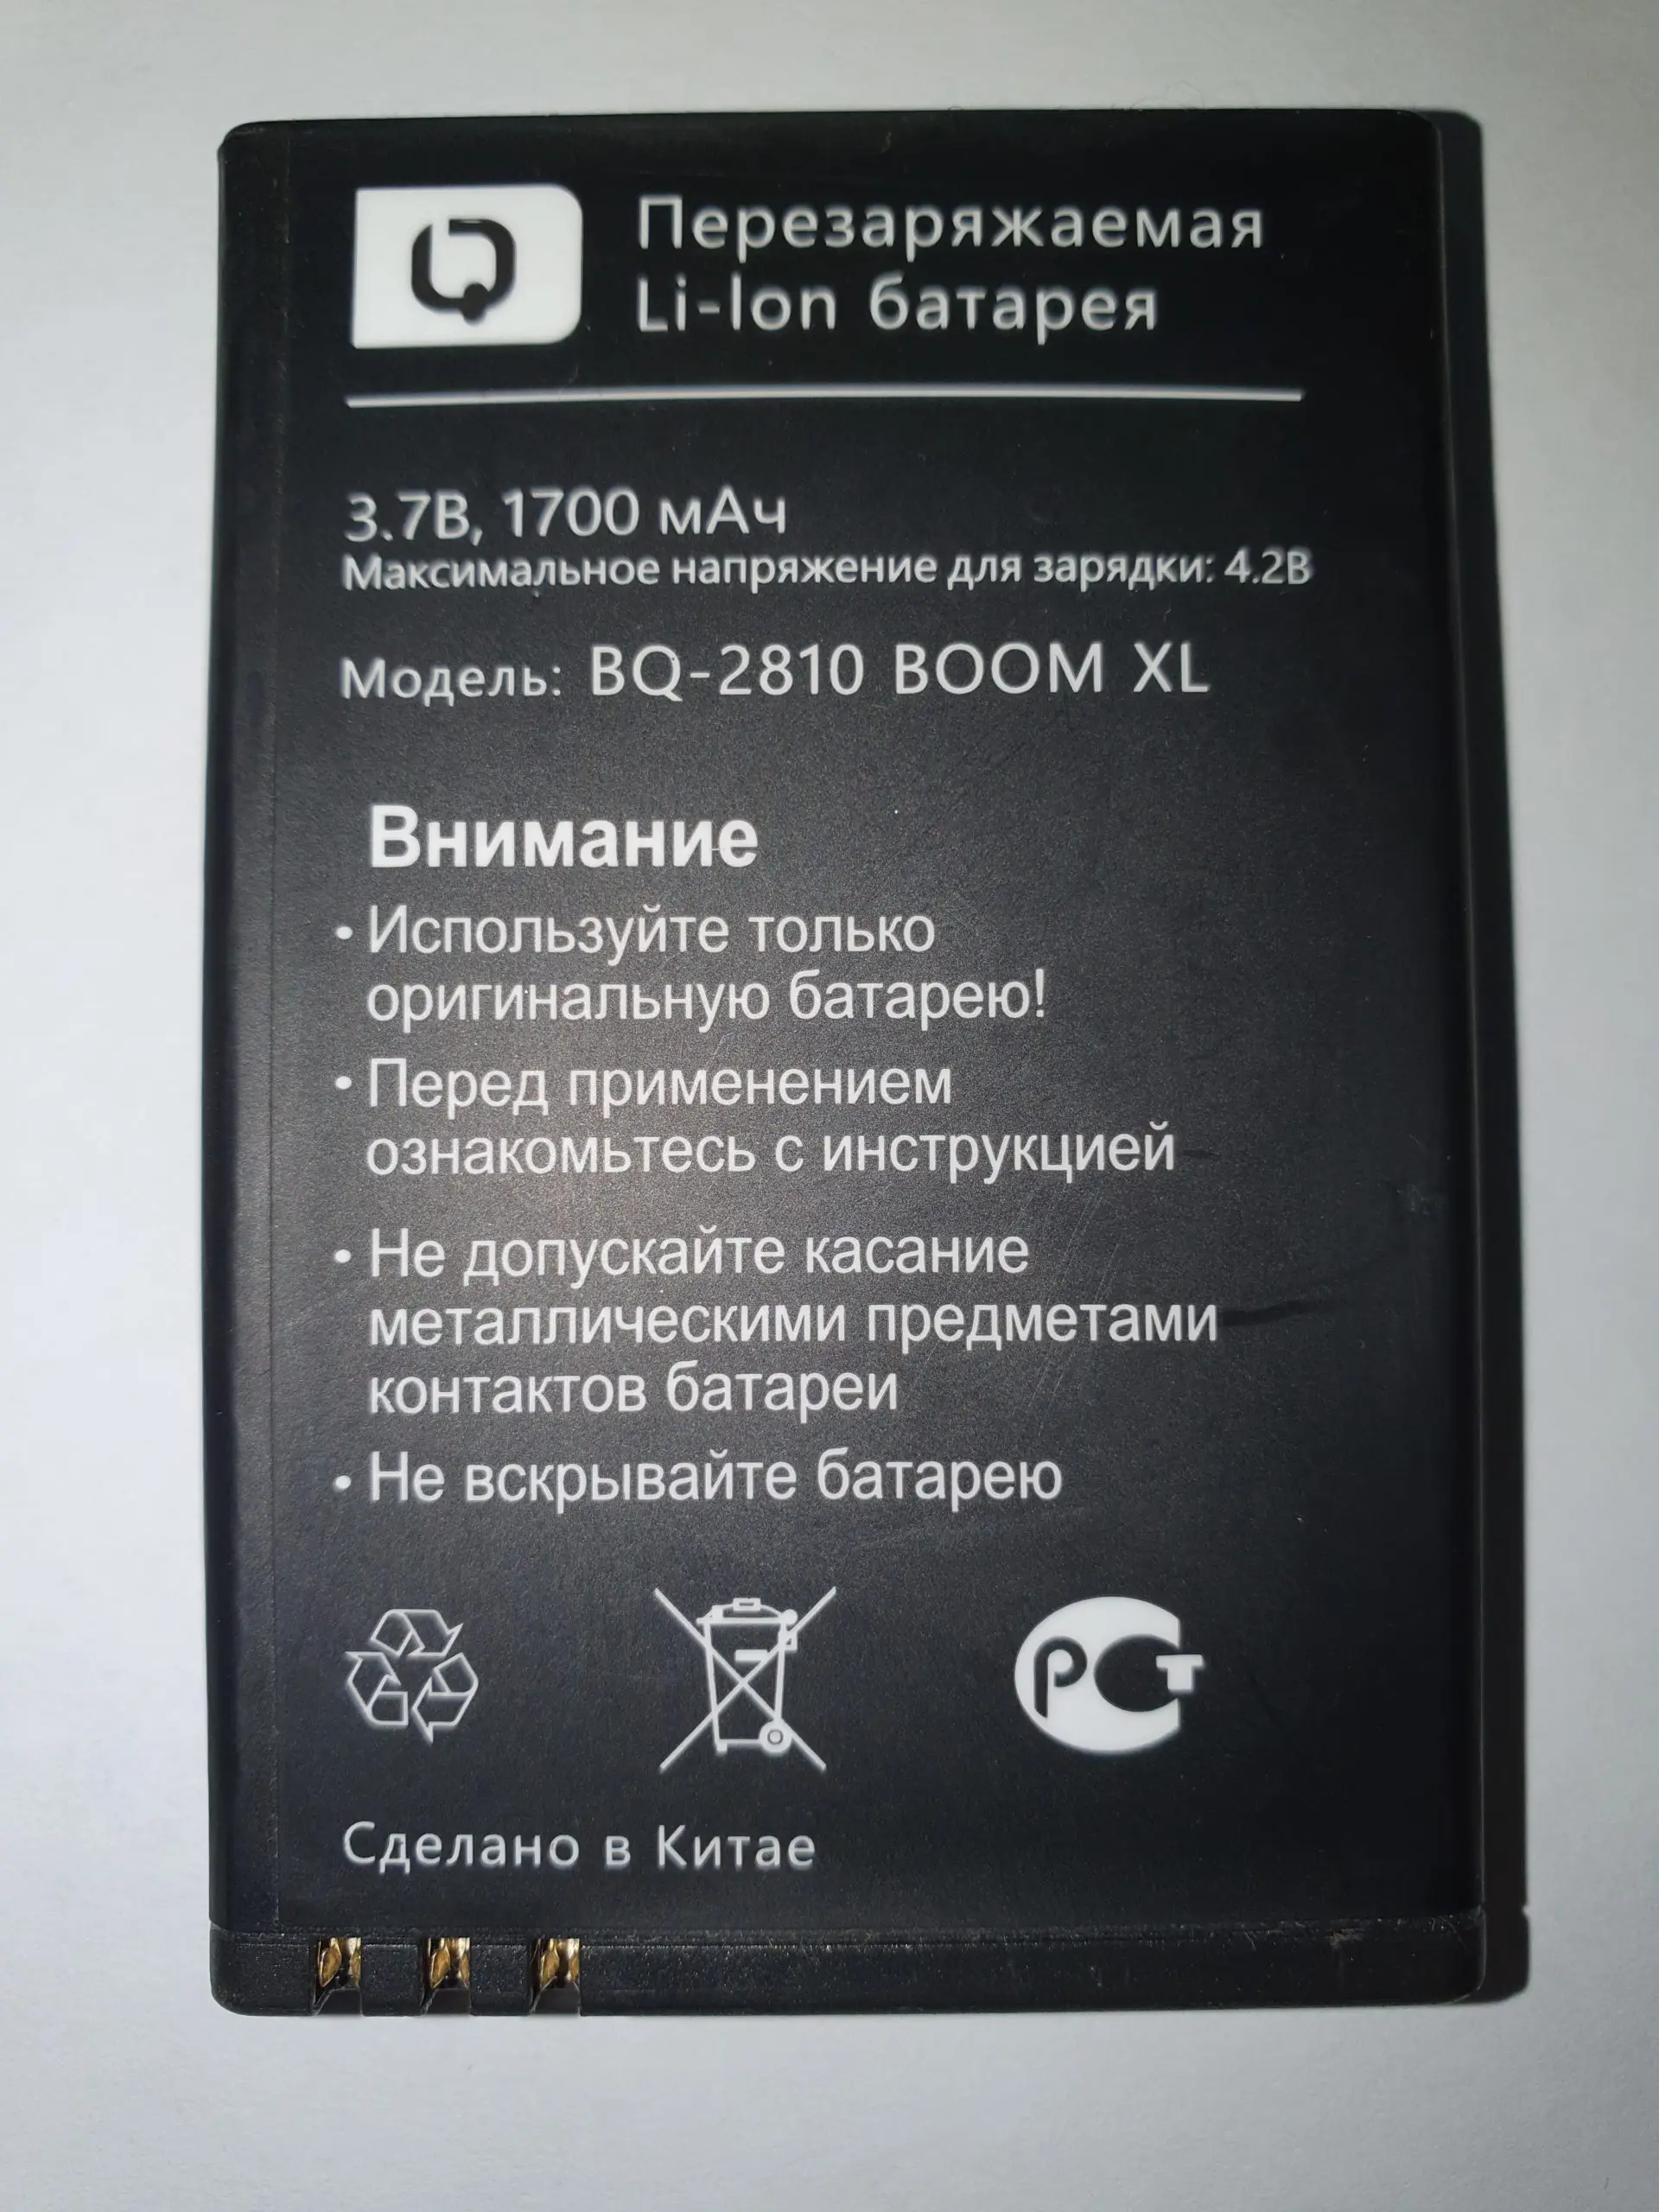 Перезаряжаемая
Li-Ion батарея
3.7В, 1700 мАч
Максимальное напряжение для зарядки: 4.2В
Модель: BQ-2810 BOOM XL
Внимание
• Используйте только
оригинальную батарею!
• Перед применением
ознакомьтесь с инструкцией
• Не допускайте касание
металлическими предметами
контактов батареи
• Не вскрывайте батарею
РСТ
Сделано в Китае